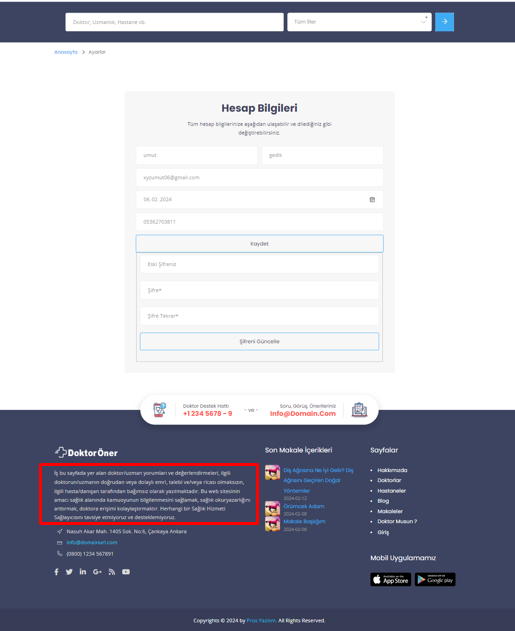 Doktor, Uzmanlık, Hastane vb.
Tüm İller
Anasayfa > Ayarlar
Hesap Bilgileri
Tüm hesap bilgilerinize aşağıdan ulaşabilir ve dilediğiniz gibi
değiştirebilirsiniz.
umut
gedik
xyzumut06@gmail.com
08. 02. 2024
05362703811
Kaydet
Eski Şifreniz
Şifre*
Şifre Tekrar*
Şifreni Güncelle
Doktor Destek Hattı
+1 234 5678 - 9
- ve -
Soru, Görüş, Önerileriniz
Info@Domain.Com
DoktorÖner
İş bu sayfada yer alan doktor/uzman yorumları ve değerlendirmeleri, ilgili
doktorun/uzmanın doğrudan veya dolaylı emri, talebi ve/veya ricası olmaksızın,
ilgili hasta/danışan tarafından bağımsız olarak yazılmaktadır. Bu web sitesinin
amacı sağlık alanında kamuoyunun bilgilenmesini sağlamak, sağlık okuryazarlığını
arttırmak, doktora erişimi kolaylaştırmaktır. Herhangi bir Sağlık Hizmeti
Sağlayıcısını tavsiye etmiyoruz ve desteklemiyoruz.
Nasuh Akar Mah. 1405 Sok. No:6, Çankaya Ankara
info@domainurl.com
(0800) 1234 567891
Son Makale İçerikleri
Diş Ağrısına Ne İyi Gelir? Diş
Ağrısını Geçiren Doğal
Yöntemler
2024-02-12
Örümcek Adam
2024-02-08
Makale Başlığım
2024-02-08
Sayfalar
Hakkımızda
Doktorlar
Hastaneler
Blog
Makaleler
Doktor Musun ?
Giriş
Mobil Uygulamamız
App Store
Google Play
Copyrights © 2024 by Pros Yazılım. All Rights Reserved.